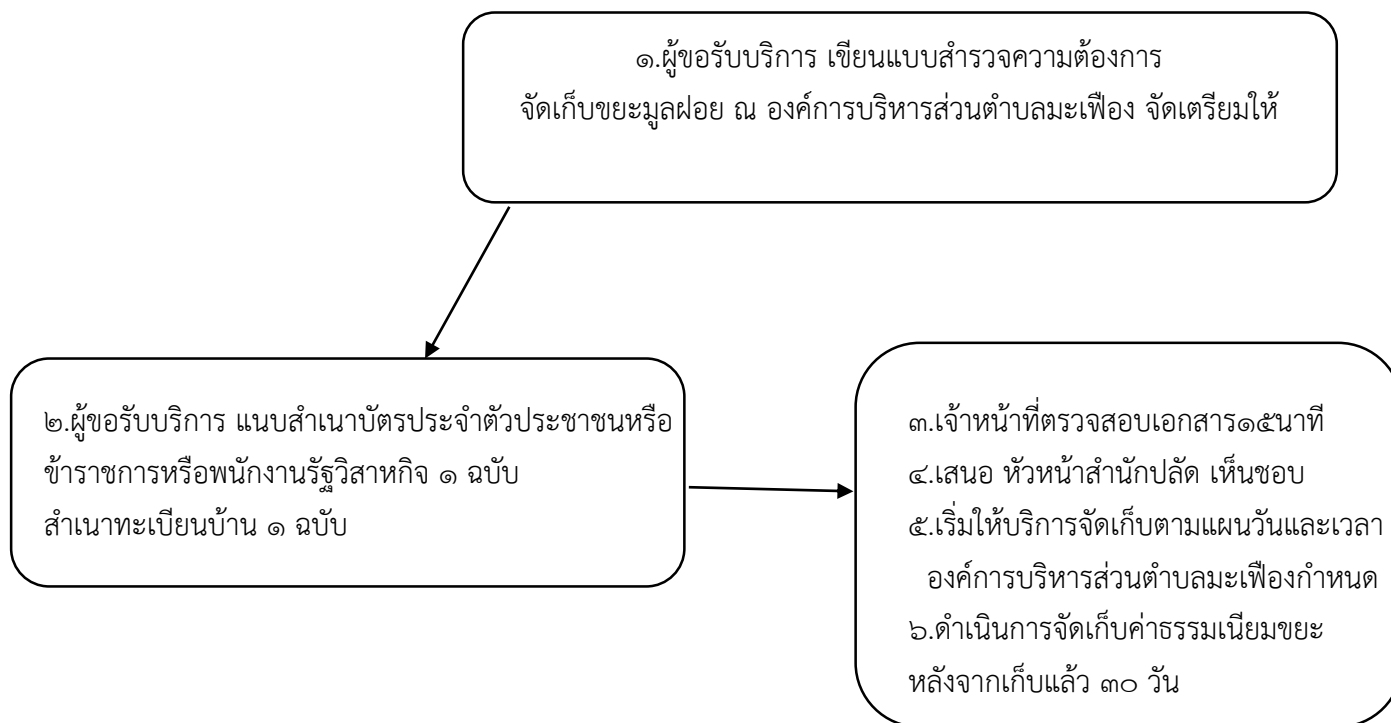 ๑.ผู้ขอรับบริการ เขียนแบบสำรวจความต้องการ
จัดเก็บขยะมูลฝอย ณ องค์การบริหารส่วนตำบลมะเฟือง จัดเตรียมให้
๒.ผู้ขอรับบริการ แนบสำเนาบัตรประจำตัวประชาชนหรือ
ข้าราชการหรือพนักงานรัฐวิสาหกิจ ๑ ฉบับ
สำเนาทะเบียนบ้าน ๑ ฉบับ
๓.เจ้าหน้าที่ตรวจสอบเอกสาร๑๕นาที
๔.เสนอ หัวหน้าสำนักปลัด เห็นชอบ
๕.เริ่มให้บริการจัดเก็บตามแผนวันและเวลา
องค์การบริหารส่วนตำบลมะเฟืองกำหนด
๖.ดำเนินการจัดเก็บค่าธรรมเนียมขยะ
หลังจากเก็บแล้ว ๓๐ วัน